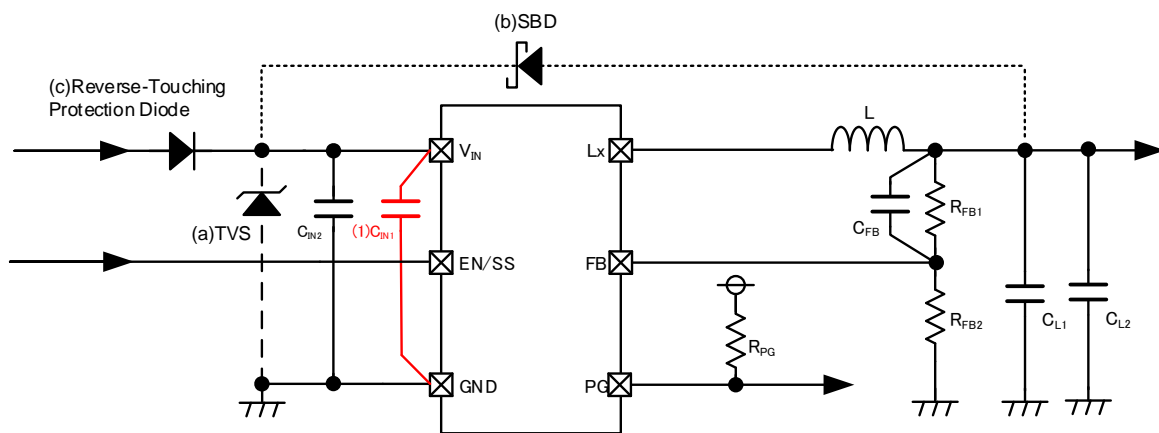 (b)SBD
(c)Reverse-Touching
Protection Diode
L
VIN
Lx
CFB
RFB1
(a)TVS
CIN2
(1)CIN1
EN/SS
FB
RFB2
CL1
CL2
RPG
GND
PG